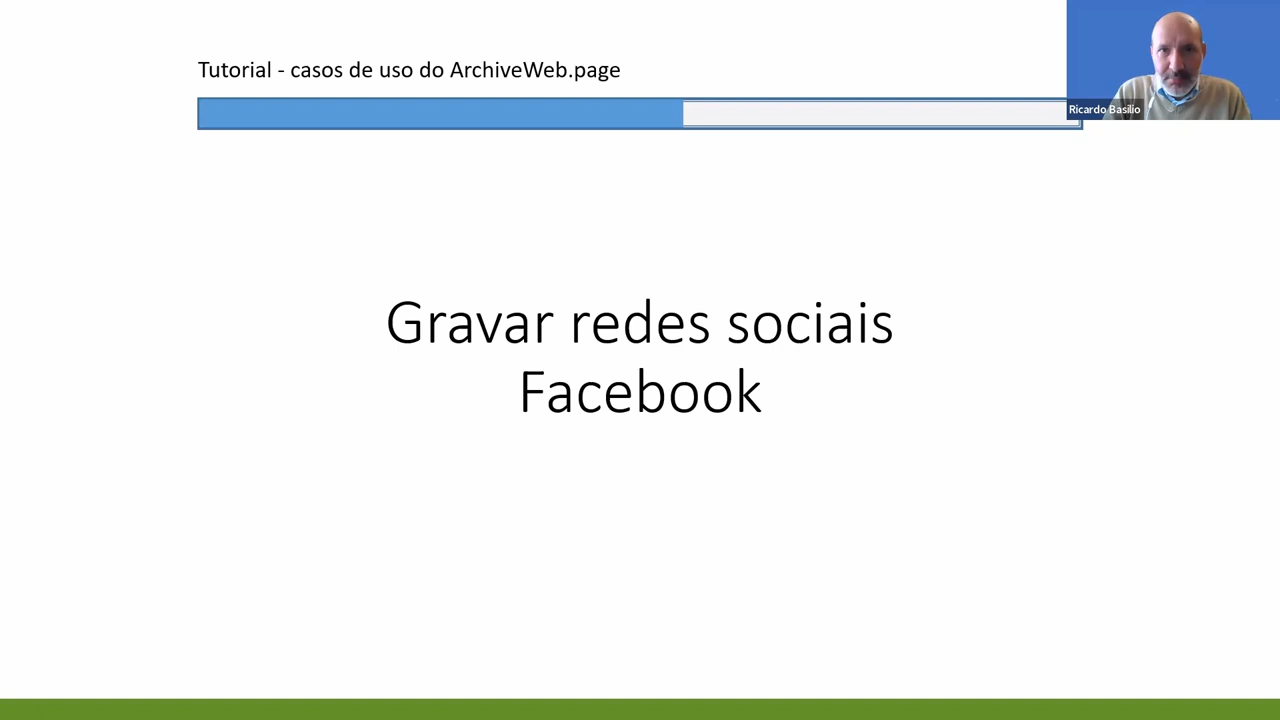 Tutorial - casos de uso do ArchiveWeb.page
Ricardo Basílio
Gravar redes sociais
Facebook